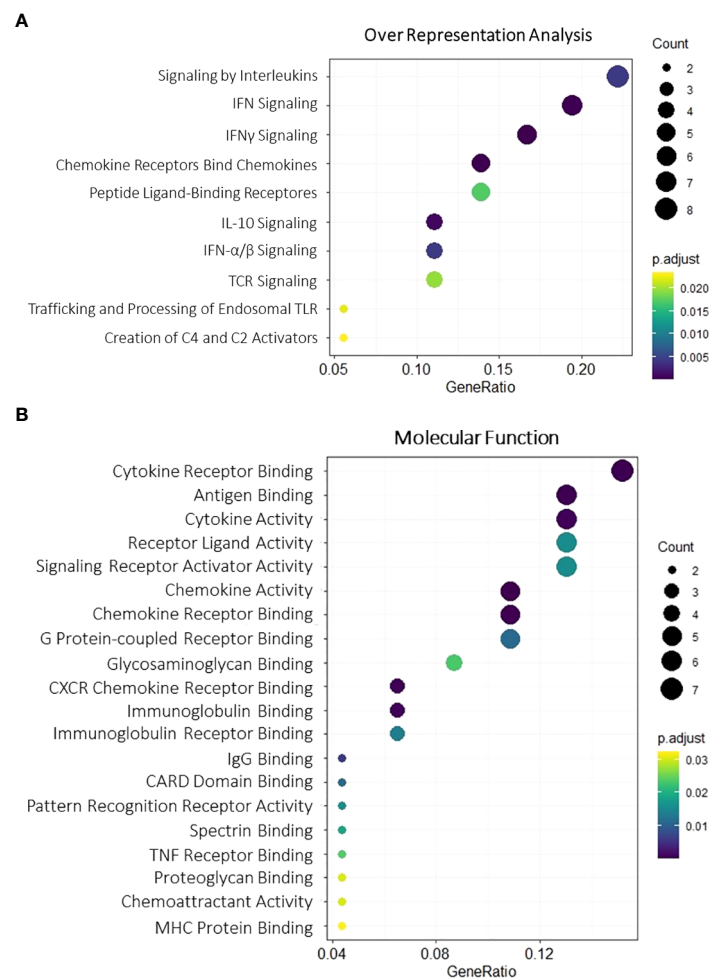 A
Over Representation Analysis
Signaling by Interleukins
IFN Signaling
IFNγ Signaling
Chemokine Receptors Bind Chemokines
Peptide Ligand-Binding Receptores
IL-10 Signaling
IFN-α/β Signaling
TCR Signaling
Trafficking and Processing of Endosomal TLR
Creation of C4 and C2 Activators
0.05 0.10 0.15 0.20
GeneRatio
Count
2
3
4
5
6
7
8
p.adjust
0.020
0.015
0.010
0.005
B
Molecular Function
Cytokine Receptor Binding
Antigen Binding
Cytokine Activity
Receptor Ligand Activity
Signaling Receptor Activator Activity
Chemokine Activity
Chemokine Receptor Binding
G Protein-coupled Receptor Binding
Glycosaminoglycan Binding
CXCR Chemokine Receptor Binding
Immunoglobulin Binding
Immunoglobulin Receptor Binding
IgG Binding
CARD Domain Binding
Pattern Recognition Receptor Activity
Spectrin Binding
TNF Receptor Binding
Proteoglycan Binding
Chemoattractant Activity
MHC Protein Binding
0.04 0.08 0.12
GeneRatio
Count
2
3
4
5
6
7
p.adjust
0.03
0.02
0.01